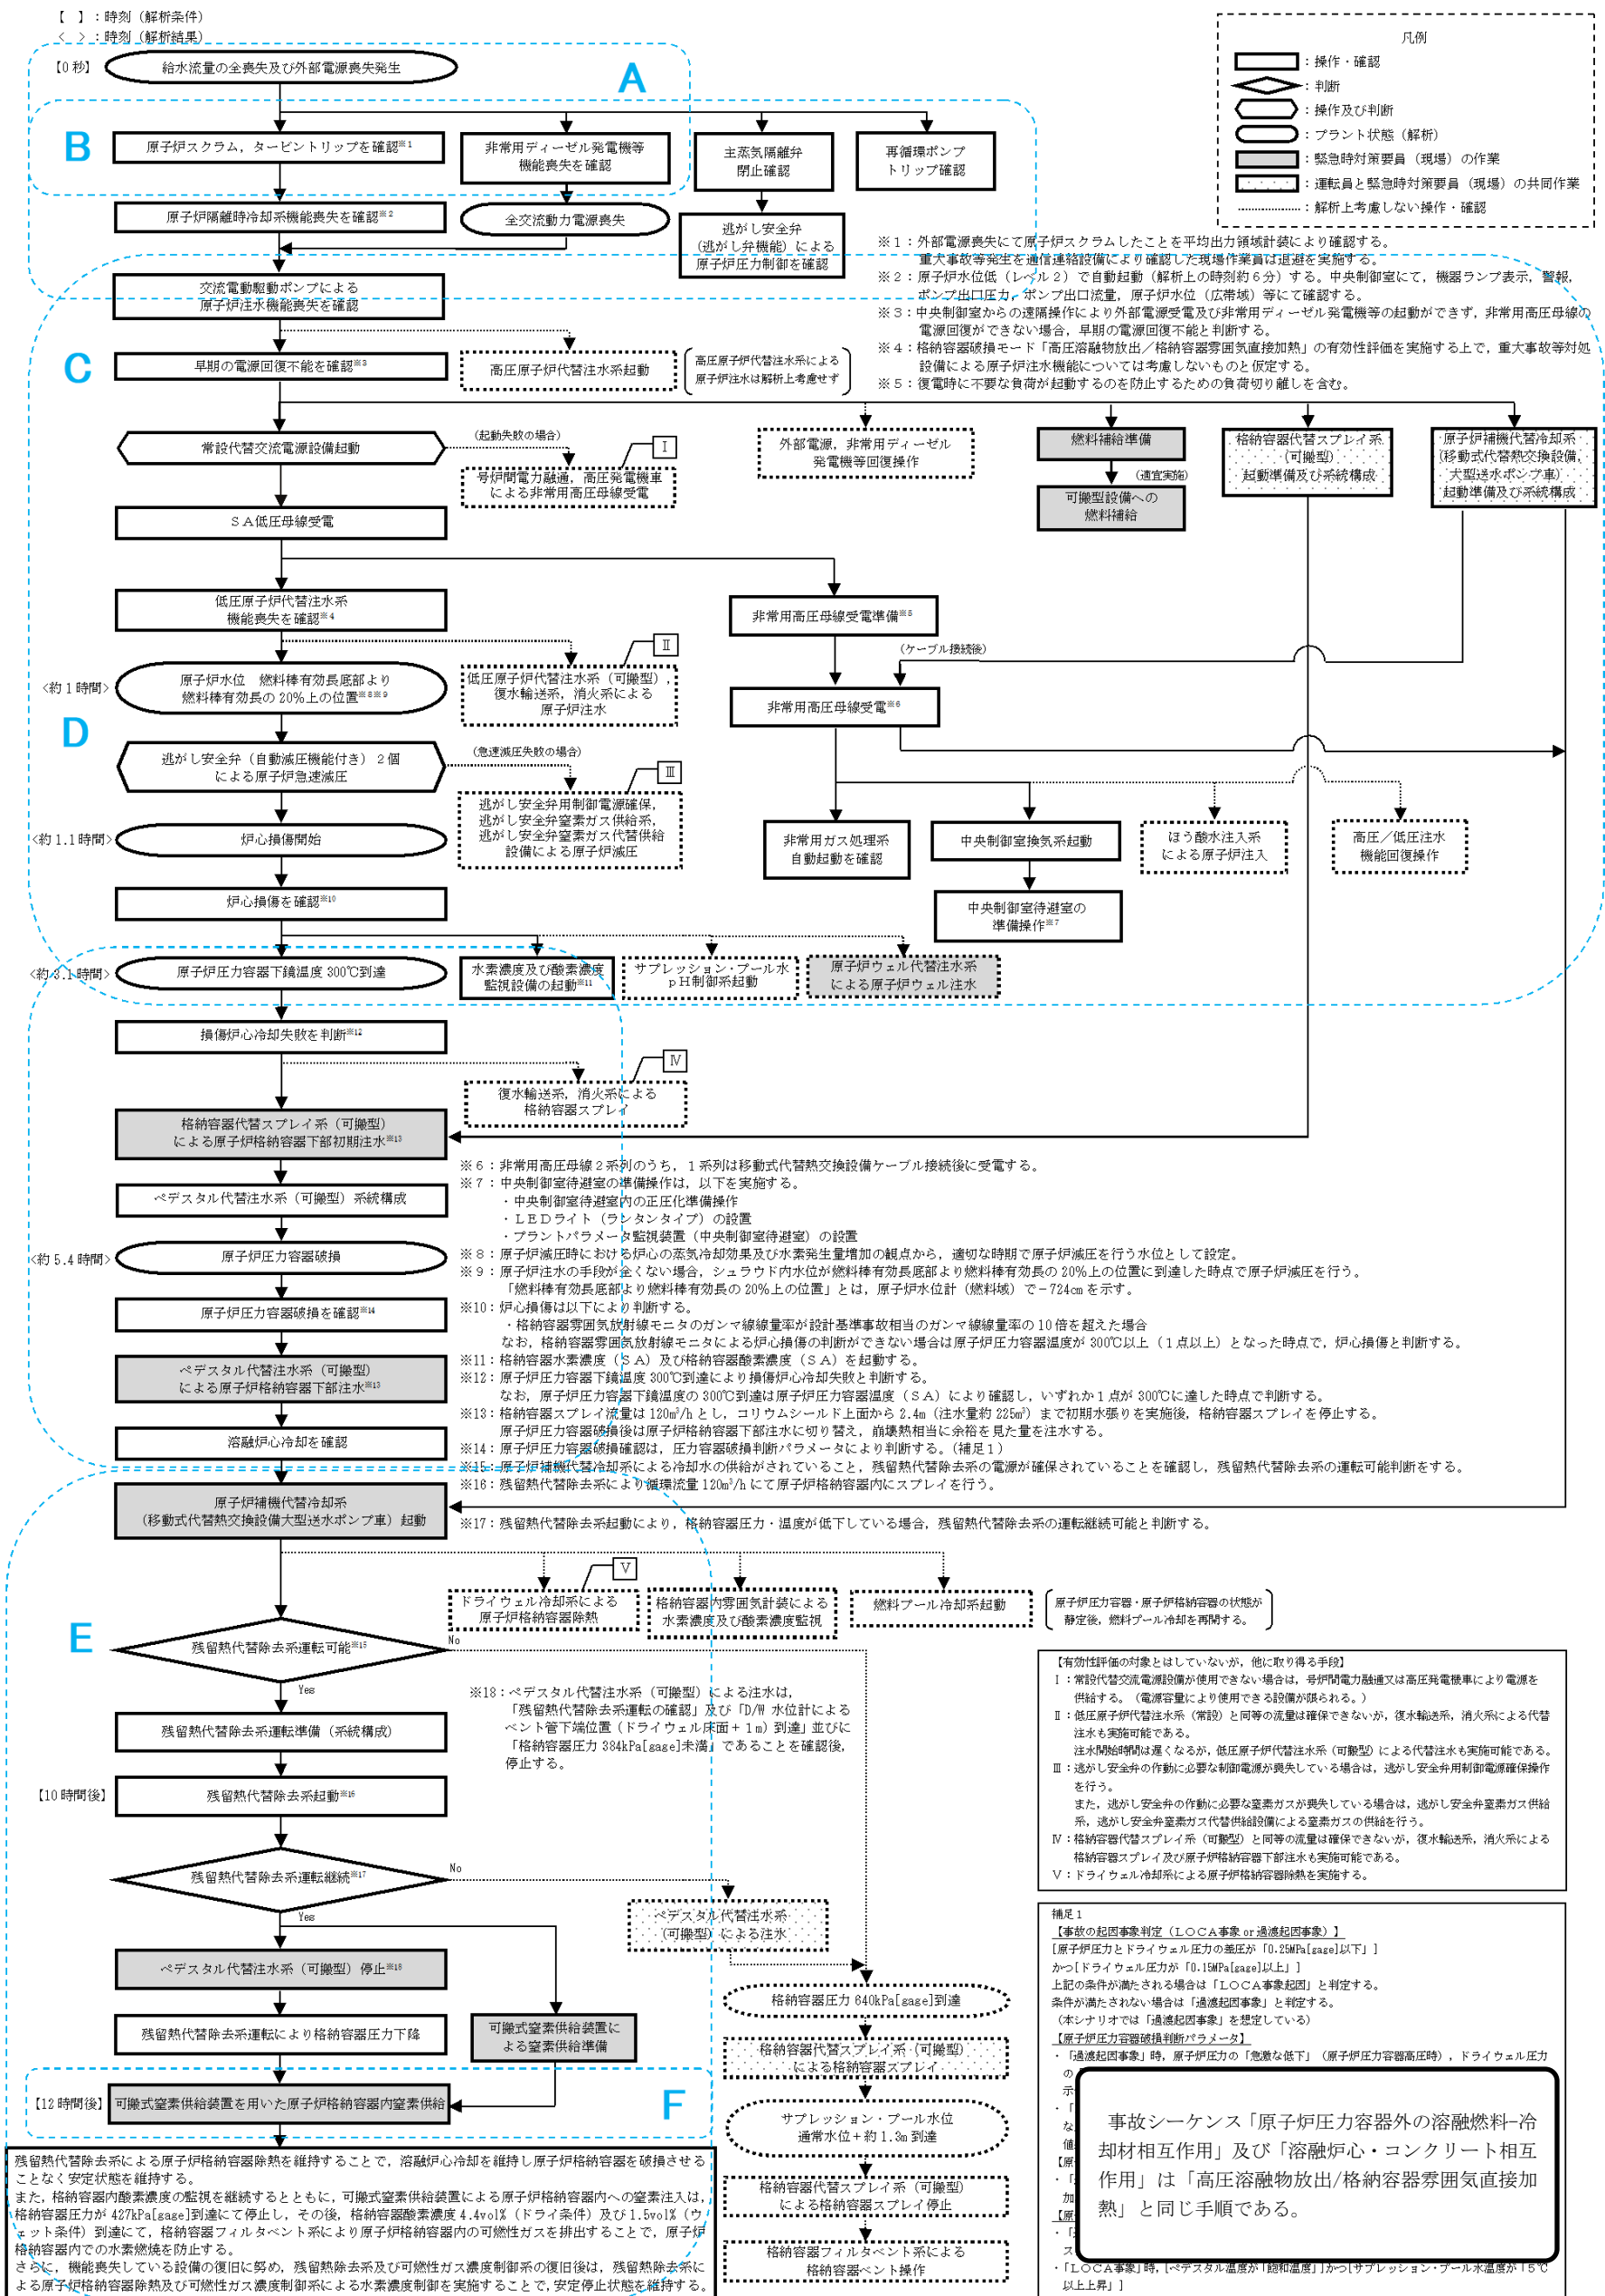 【　】：時刻（解析条件）
＜　＞：時刻（解析結果）
凡例
：操作・確認
：判断
：操作及び判断
：プラント状態（解析）
：緊急時対策要員（現場）の作業
：運転員と緊急時対策要員（現場）の共同作業
：解析上考慮しない操作・確認
【0秒】
給水流量の全喪失及び外部電源喪失発生
A
B
原子炉スクラム，タービントリップを確認※1
非常用ディーゼル発電機等
機能喪失を確認
主蒸気隔離弁
閉止確認
再循環ポンプ
トリップ確認
原子炉隔離時冷却系機能喪失を確認※2
全交流動力電源喪失
逃がし安全弁
（逃がし弁機能）による
原子炉圧力制御を確認
※1：外部電源喪失にて原子炉スクラムしたことを平均出力領域計装により確認する。
重大事故等発生を通信連絡設備により確認した現場作業員は退避を実施する。
※2：原子炉水位低（レベル2）で自動起動（解析上の時刻約6分）する。中央制御室にて，機器ランプ表示，警報，
ポンプ出口圧力，ポンプ出口流量，原子炉水位（広帯域）等にて確認する。
※3：中央制御室からの遠隔操作により外部電源受電及び非常用ディーゼル発電機等の起動ができず，非常用高圧母線の
電源回復ができない場合，早期の電源回復不能と判断する。
※4：格納容器破損モード「高圧溶融物放出／格納容器雰囲気直接加熱」の有効性評価を実施する上で，重大事故等対処
設備による原子炉注水機能については考慮しないものと仮定する。
※5：復電時に不要な負荷が起動するのを防止するための負荷切り離しを含む。
交流電動駆動ポンプによる
原子炉注水機能喪失を確認
C
早期の電源回復不能を確認※3
高圧原子炉代替注水系起動
高圧原子炉代替注水系による
原子炉注水は解析上考慮せず
常設代替交流電源設備起動
（起動失敗の場合）
Ⅰ
号炉間電力融通，高圧発電機車
による非常用高圧母線受電
外部電源，非常用ディーゼル
発電機等回復操作
燃料補給準備
（適宜実施）
可搬型設備への
燃料補給
格納容器代替スプレイ系
（可搬型）
起動準備及び系統構成
原子炉補機代替冷却系
（移動式代替熱交換設備，
大型送水ポンプ車）
起動準備及び系統構成
ＳＡ低圧母線受電
低圧原子炉代替注水系
機能喪失を確認※4
非常用高圧母線受電準備※5
Ⅱ
（ケーブル接続後）
＜約1時間＞
原子炉水位　燃料棒有効長底部より
燃料棒有効長の20%上の位置※8※9
低圧原子炉代替注水系（可搬型），
復水輸送系，消火系による
原子炉注水
非常用高圧母線受電※6
D
逃がし安全弁（自動減圧機能付き）2個
による原子炉急速減圧
（急速減圧失敗の場合）
Ⅲ
逃がし安全弁用制御電源確保，
逃がし安全弁窒素ガス供給系，
逃がし安全弁窒素ガス代替供給
設備による原子炉減圧
＜約1.1時間＞
炉心損傷開始
非常用ガス処理系
自動起動を確認
中央制御室換気系起動
ほう酸水注入系
による原子炉注入
高圧／低圧注水
機能回復操作
炉心損傷を確認※10
中央制御室待避室の
準備操作※7
＜約3.1時間＞
原子炉圧力容器下鏡温度300℃到達
水素濃度及び酸素濃度
監視設備の起動※11
サプレッション・プール水
ｐＨ制御系起動
原子炉ウェル代替注水系
による原子炉ウェル注水
損傷炉心冷却失敗を判断※12
Ⅳ
復水輸送系，消火系による
格納容器スプレイ
格納容器代替スプレイ系（可搬型）
による原子炉格納容器下部初期注水※13
※6：非常用高圧母線2系列のうち，1系列は移動式代替熱交換設備ケーブル接続後に受電する。
※7：中央制御室待避室の準備操作は，以下を実施する。
・中央制御室待避室内の正圧化準備操作
・ＬＥＤライト（ランタンタイプ）の設置
・プラントパラメータ監視装置（中央制御室待避室）の設置
※8：原子炉減圧時における炉心の蒸気冷却効果及び水素発生量増加の観点から，適切な時期で原子炉減圧を行う水位として設定。
※9：原子炉注水の手段が全くない場合，シュラウド内水位が燃料棒有効長底部より燃料棒有効長の20%上の位置に到達した時点で原子炉減圧を行う。
「燃料棒有効長底部より燃料棒有効長の20%上の位置」とは，原子炉水位計（燃料域）で－724cmを示す。
※10：炉心損傷は以下により判断する。
・格納容器雰囲気放射線モニタのガンマ線線量率が設計基準事故相当のガンマ線線量率の10倍を超えた場合
なお，格納容器雰囲気放射線モニタによる炉心損傷の判断ができない場合は原子炉圧力容器温度が300℃以上（1点以上）となった時点で，炉心損傷と判断する。
※11：格納容器水素濃度（ＳＡ）及び格納容器酸素濃度（ＳＡ）を起動する。
※12：原子炉圧力容器下鏡温度300℃到達により損傷炉心冷却失敗と判断する。
なお，原子炉圧力容器下鏡温度の300℃到達は原子炉圧力容器温度（ＳＡ）により確認し，いずれか1点が300℃に達した時点で判断する。
※13：格納容器スプレイ流量は120m³/hとし，コリウムシールド上面から2.4m（注水量約225m³）まで初期水張りを実施後，格納容器スプレイを停止する。
原子炉圧力容器破損後は原子炉格納容器下部注水に切り替え，崩壊熱相当に余裕を見た量を注水する。
※14：原子炉圧力容器破損確認は，圧力容器破損判断パラメータにより判断する。（補足1）
※15：原子炉補機代替冷却系による冷却水の供給がされていること，残留熱代替除去系の電源が確保されていることを確認し，残留熱代替除去系の運転可能判断をする。
※16：残留熱代替除去系により循環流量120m³/hにて原子炉格納容器内にスプレイを行う。
※17：残留熱代替除去系起動により，格納容器圧力・温度が低下している場合，残留熱代替除去系の運転継続可能と判断する。
ペデスタル代替注水系（可搬型）系統構成
＜約5.4時間＞
原子炉圧力容器破損
原子炉圧力容器破損を確認※14
ペデスタル代替注水系（可搬型）
による原子炉格納容器下部注水※13
溶融炉心冷却を確認
原子炉補機代替冷却系
（移動式代替熱交換設備大型送水ポンプ車）起動
Ⅴ
ドライウェル冷却系による
原子炉格納容器除熱
格納容器内雰囲気計装による
水素濃度及び酸素濃度監視
燃料プール冷却系起動
原子炉圧力容器・原子炉格納容器の状態が
静定後，燃料プール冷却を再開する。
E
残留熱代替除去系運転可能※15
No
Yes
※18：ペデスタル代替注水系（可搬型）による注水は，
「残留熱代替除去系運転の確認」及び「D/W水位計による
ベント管下端位置（ドライウェル床面＋1m）到達」並びに
「格納容器圧力384kPa[gage]未満」であることを確認後，
停止する。
残留熱代替除去系運転準備（系統構成）
【10時間後】
残留熱代替除去系起動※16
残留熱代替除去系運転継続※17
No
Yes
ペデスタル代替注水系
（可搬型）による注水
ペデスタル代替注水系（可搬型）停止※18
残留熱代替除去系運転により格納容器圧力下降
可搬式窒素供給装置に
よる窒素供給準備
格納容器圧力640kPa[gage]到達
格納容器代替スプレイ系（可搬型）
による格納容器スプレイ
サプレッション・プール水位
通常水位＋約1.3m到達
格納容器代替スプレイ系（可搬型）
による格納容器スプレイ停止
格納容器フィルタベント系による
格納容器ベント操作
【12時間後】
可搬式窒素供給装置を用いた原子炉格納容器内窒素供給
F
残留熱代替除去系による原子炉格納容器除熱を維持することで，溶融炉心冷却を維持し原子炉格納容器を破損させる
ことなく安定状態を維持する。
また，格納容器内酸素濃度の監視を継続するとともに，可搬式窒素供給装置による原子炉格納容器内への窒素注入は，
格納容器圧力が427kPa[gage]到達にて停止し，その後，格納容器酸素濃度4.4vol%（ドライ条件）及び1.5vol%（ウ
ェット条件）到達にて，格納容器フィルタベント系により原子炉格納容器内の可燃性ガスを排出することで，原子炉
格納容器内での水素燃焼を防止する。
さらに，機能喪失している設備の復旧に努め，残留熱除去系及び可燃性ガス濃度制御系の復旧後は，残留熱除去系に
よる原子炉格納容器除熱及び可燃性ガス濃度制御系による水素濃度制御を実施することで，安定停止状態を維持する。
【有効性評価の対象とはしていないが，他に取り得る手段】
Ⅰ：常設代替交流電源設備が使用できない場合は，号炉間電力融通又は高圧発電機車により電源を
供給する。（電源容量により使用できる設備が限られる。）
Ⅱ：低圧原子炉代替注水系（常設）と同等の流量は確保できないが，復水輸送系，消火系による代替
注水も実施可能である。
注水開始時間は遅くなるが，低圧原子炉代替注水系（可搬型）による代替注水も実施可能である。
Ⅲ：逃がし安全弁の作動に必要な制御電源が喪失している場合は，逃がし安全弁用制御電源確保操作
を行う。
また，逃がし安全弁の作動に必要な窒素ガスが喪失している場合は，逃がし安全弁窒素ガス供給
系，逃がし安全弁窒素ガス代替供給設備による窒素ガスの供給を行う。
Ⅳ：格納容器代替スプレイ系（可搬型）と同等の流量は確保できないが，復水輸送系，消火系による
格納容器スプレイ及び原子炉格納容器下部注水も実施可能である。
Ⅴ：ドライウェル冷却系による原子炉格納容器除熱を実施する。
補足1
【事故の起因事象判定（ＬＯＣＡ事象or過渡起因事象）】
[原子炉圧力とドライウェル圧力の差圧が「0.25MPa[gage]以下」]
かつ[ドライウェル圧力が「0.15MPa[gage]以上」]
上記の条件が満たされる場合は「ＬＯＣＡ事象起因」と判定する。
条件が満たされない場合は「過渡起因事象」と判定する。
（本シナリオでは「過渡起因事象」を想定している）
【原子炉圧力容器破損判断パラメータ】
・「過渡起因事象」時，原子炉圧力の「急激な低下」（原子炉圧力容器高圧時），ドライウェル圧力
事故シーケンス「原子炉圧力容器外の溶融燃料－冷
却材相互作用」及び「溶融炉心・コンクリート相互
作用」は「高圧溶融物放出/格納容器雰囲気直接加
熱」と同じ手順である。
・「ＬＯＣＡ事象」時，[ペデスタル温度が「飽和温度」]かつ[サプレッション・プール水温度が「5℃
以上上昇」]